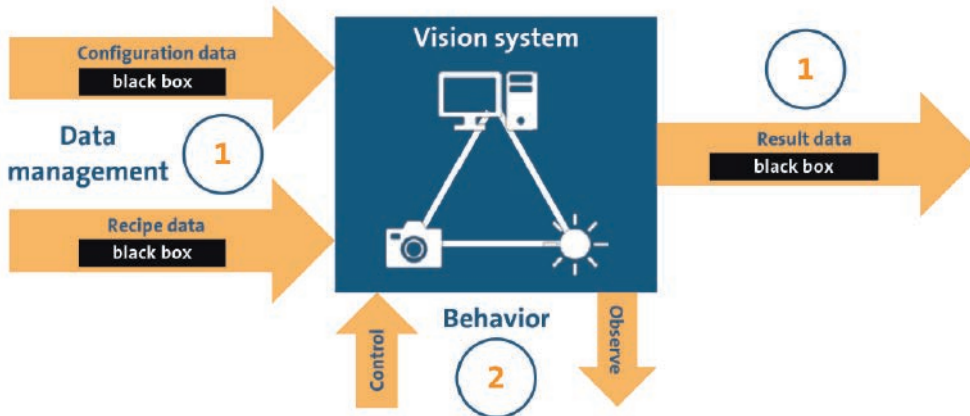 Configuration data
black box
Vision system
1
Data
management
1
Result data
black box
Recipe data
black box
Control
Behavior
2
Observe